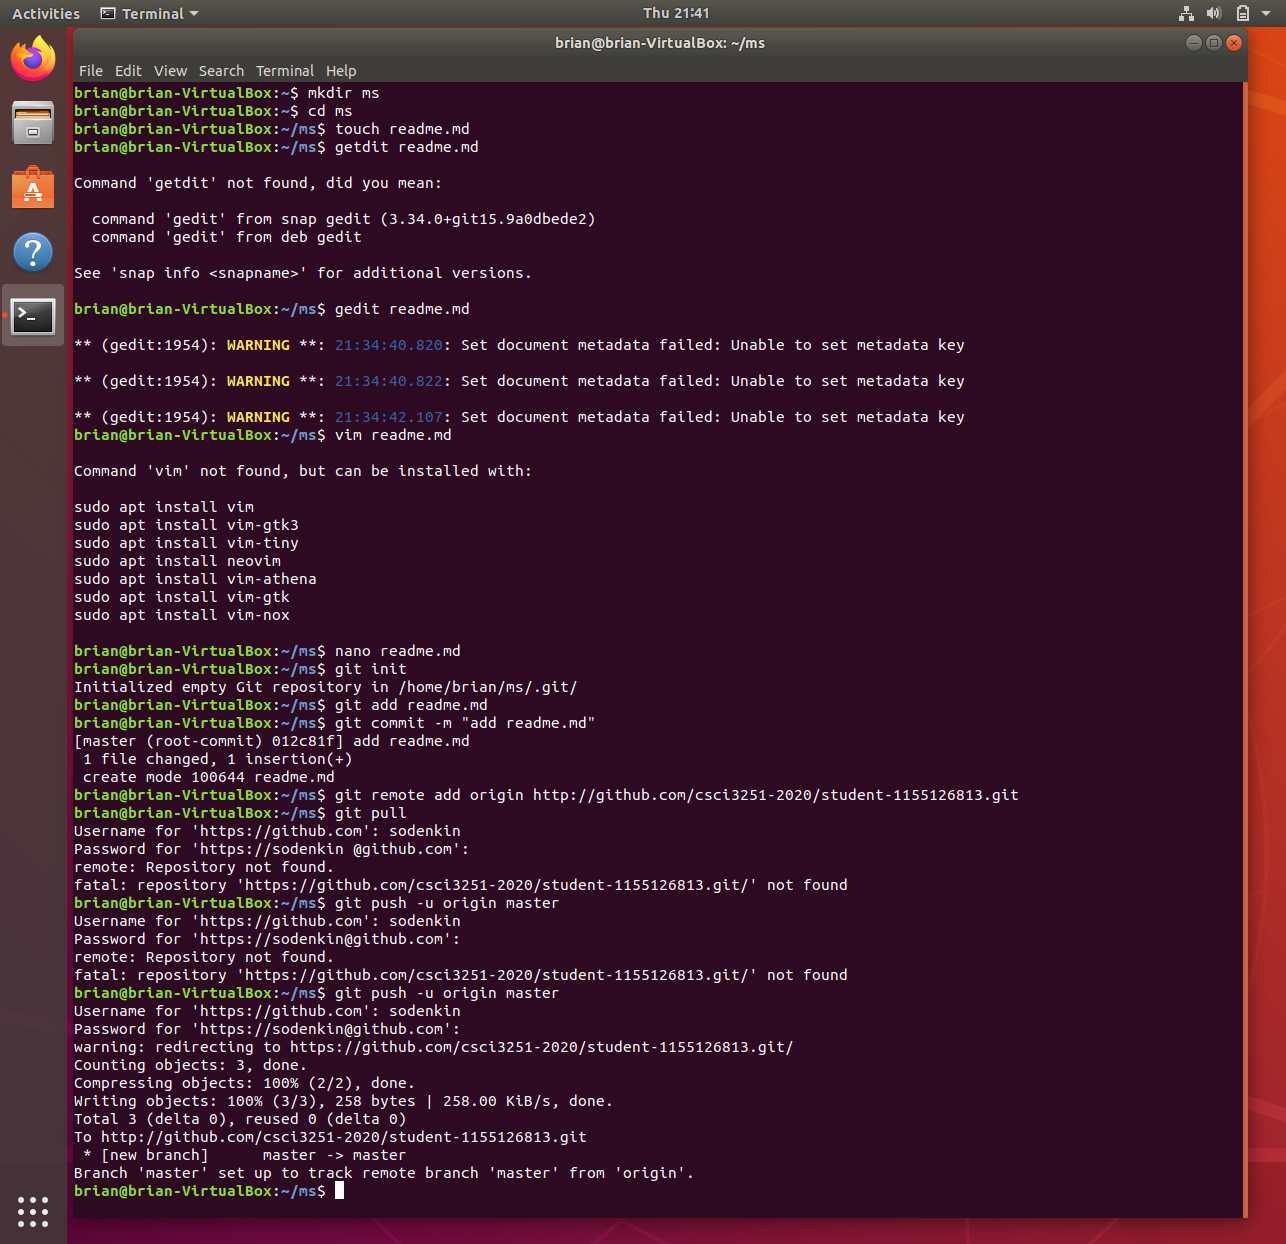 Activities Terminal Thu 21:41
brian@brian-VirtualBox: ~/ms
File Edit View Search Terminal Help
brian@brian-VirtualBox:~$ mkdir ms
brian@brian-VirtualBox:~$ cd ms
brian@brian-VirtualBox:~/ms$ touch readme.md
brian@brian-VirtualBox:~/ms$ getdit readme.md
Command 'getdit' not found, did you mean:
command 'gedit' from snap gedit (3.34.0+git15.9a0dbede2)
command 'gedit' from deb gedit
See 'snap info <snapname>' for additional versions.
brian@brian-VirtualBox:~/ms$ gedit readme.md
** (gedit:1954): WARNING **: 21:34:40.820: Set document metadata failed: Unable to set metadata key
** (gedit:1954): WARNING **: 21:34:40.822: Set document metadata failed: Unable to set metadata key
** (gedit:1954): WARNING **: 21:34:42.107: Set document metadata failed: Unable to set metadata key
brian@brian-VirtualBox:~/ms$ vim readme.md
Command 'vim' not found, but can be installed with:
sudo apt install vim
sudo apt install vim-gtk3
sudo apt install vim-tiny
sudo apt install neovim
sudo apt install vim-athena
sudo apt install vim-gtk
sudo apt install vim-nox
brian@brian-VirtualBox:~/ms$ nano readme.md
brian@brian-VirtualBox:~/ms$ git init
Initialized empty Git repository in /home/brian/ms/.git/
brian@brian-VirtualBox:~/ms$ git add readme.md
brian@brian-VirtualBox:~/ms$ git commit -m "add readme.md"
[master (root-commit) 012c81f] add readme.md
1 file changed, 1 insertion(+)
create mode 100644 readme.md
brian@brian-VirtualBox:~/ms$ git remote add origin http://github.com/csci3251-2020/student-1155126813.git
brian@brian-VirtualBox:~/ms$ git pull
Username for 'https://github.com': sodenkin
Password for 'https://sodenkin @github.com':
remote: Repository not found.
fatal: repository 'https://github.com/csci3251-2020/student-1155126813.git/' not found
brian@brian-VirtualBox:~/ms$ git push -u origin master
Username for 'https://github.com': sodenkin
Password for 'https://sodenkin@github.com':
remote: Repository not found.
fatal: repository 'https://github.com/csci3251-2020/student-1155126813.git/' not found
brian@brian-VirtualBox:~/ms$ git push -u origin master
Username for 'https://github.com': sodenkin
Password for 'https://sodenkin@github.com':
warning: redirecting to https://github.com/csci3251-2020/student-1155126813.git/
Counting objects: 3, done.
Compressing objects: 100% (2/2), done.
Writing objects: 100% (3/3), 258 bytes | 258.00 KiB/s, done.
Total 3 (delta 0), reused 0 (delta 0)
To http://github.com/csci3251-2020/student-1155126813.git
* [new branch]      master -> master
Branch 'master' set up to track remote branch 'master' from 'origin'.
brian@brian-VirtualBox:~/ms$